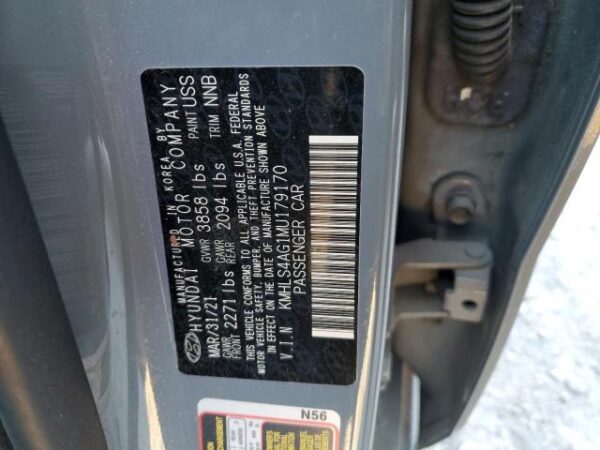 MANUFACTURED IN KOREA BY
HYUNDAI MOTOR COMPANY
MAR/31/21 GVWR 3858 lbs PAINT USS
GAWR FRONT 2271 lbs GAWR REAR 2094 lbs TRIM NNB
THIS VEHICLE CONFORMS TO ALL APPLICABLE U.S.A. FEDERAL
MOTOR VEHICLE SAFETY, BUMPER, AND THEFT PREVENTION STANDARDS
IN EFFECT ON THE DATE OF MANUFACTURE SHOWN ABOVE
V.I.N KMHLS4AG1MU179170
PASSENGER CAR
N56